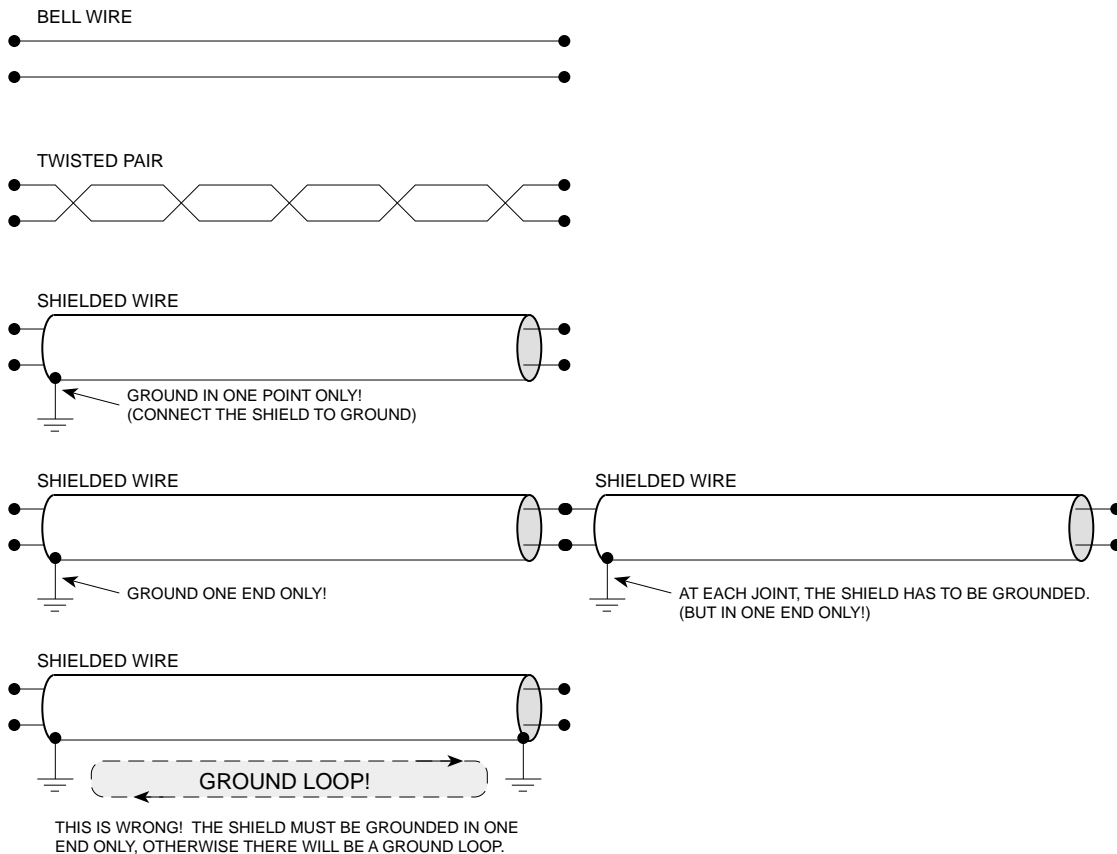 BELL WIRE
TWISTED PAIR
SHIELDED WIRE
GROUND IN ONE POINT ONLY!
(CONNECT THE SHIELD TO GROUND)
SHIELDED WIRE
GROUND ONE END ONLY!
SHIELDED WIRE
AT EACH JOINT, THE SHIELD HAS TO BE GROUNDED.
(BUT IN ONE END ONLY!)
SHIELDED WIRE
GROUND LOOP!
THIS IS WRONG! THE SHIELD MUST BE GROUNDED IN ONE
END ONLY, OTHERWISE THERE WILL BE A GROUND LOOP.